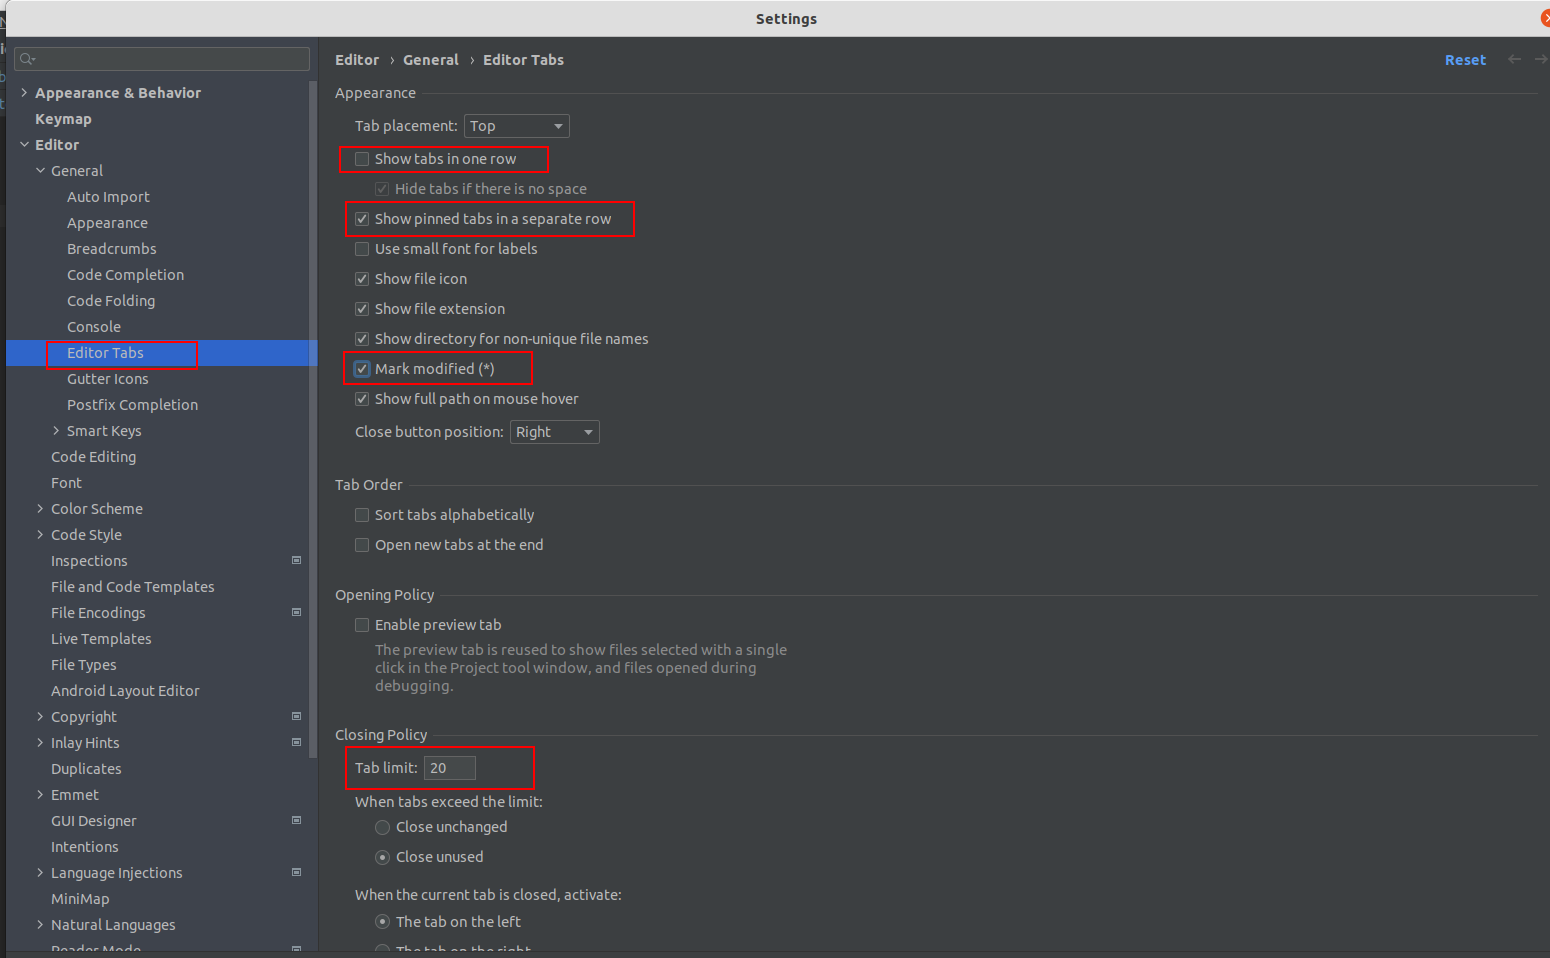 Settings
Appearance & Behavior
Keymap
Editor
General
Auto Import
Appearance
Breadcrumbs
Code Completion
Code Folding
Console
Editor Tabs
Gutter Icons
Postfix Completion
Smart Keys
Code Editing
Font
Color Scheme
Code Style
Inspections
File and Code Templates
File Encodings
Live Templates
File Types
Android Layout Editor
Copyright
Inlay Hints
Duplicates
Emmet
GUI Designer
Intentions
Language Injections
MiniMap
Natural Languages
Reader Mode
Editor › General › Editor Tabs
Reset
Appearance
Tab placement: Top
Show tabs in one row
Hide tabs if there is no space
Show pinned tabs in a separate row
Use small font for labels
Show file icon
Show file extension
Show directory for non-unique file names
Mark modified (*)
Show full path on mouse hover
Close button position: Right
Tab Order
Sort tabs alphabetically
Open new tabs at the end
Opening Policy
Enable preview tab
The preview tab is reused to show files selected with a single
click in the Project tool window, and files opened during
debugging.
Closing Policy
Tab limit: 20
When tabs exceed the limit:
Close unchanged
Close unused
When the current tab is closed, activate:
The tab on the left
The tab on the right